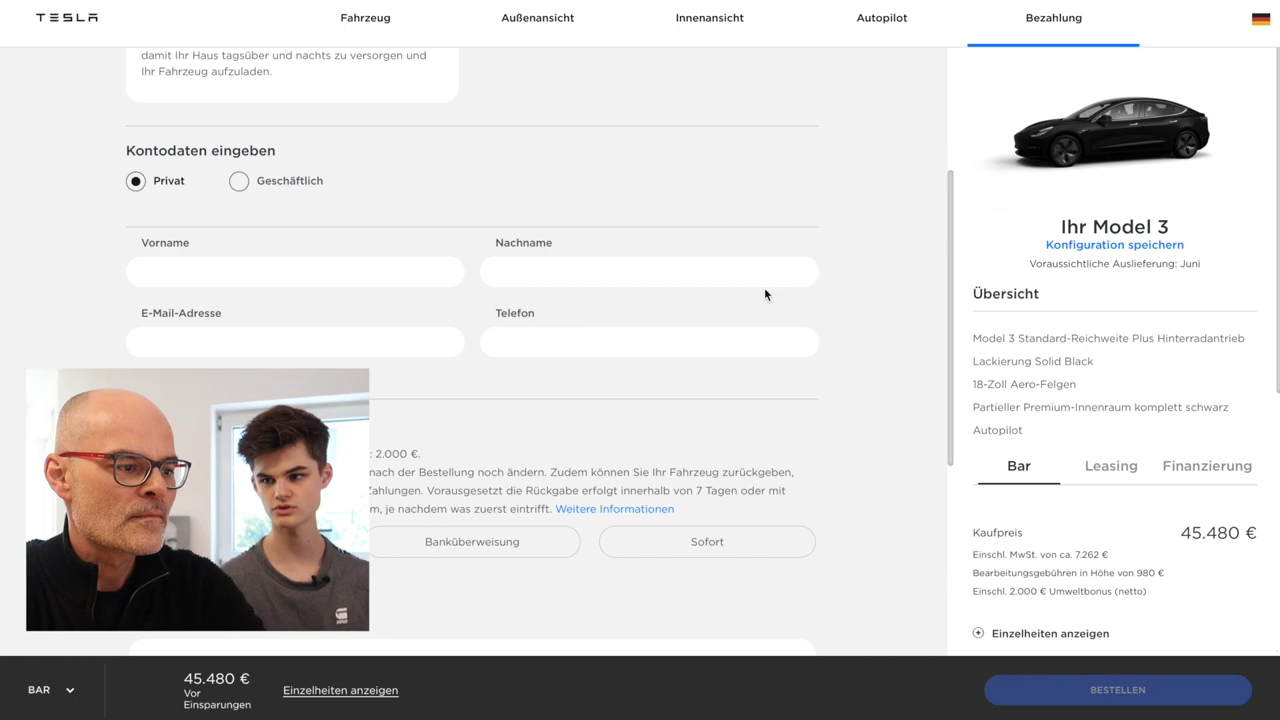 TESLA
Fahrzeug
Außenansicht
Innenansicht
Autopilot
Bezahlung
damit Ihr Haus tagsüber und nachts zu versorgen und
Ihr Fahrzeug aufzuladen.
Kontodaten eingeben
Privat
Geschäftlich
Vorname
Nachname
E-Mail-Adresse
Telefon
: 2.000 €.
nach der Bestellung noch ändern. Zudem können Sie Ihr Fahrzeug zurückgeben,
Zahlungen. Vorausgesetzt die Rückgabe erfolgt innerhalb von 7 Tagen oder mit
m, je nachdem was zuerst eintrifft. Weitere Informationen
Banküberweisung
Sofort
Ihr Model 3
Konfiguration speichern
Voraussichtliche Auslieferung: Juni
Übersicht
Model 3 Standard-Reichweite Plus Hinterradantrieb
Lackierung Solid Black
18-Zoll Aero-Felgen
Partieller Premium-Innenraum komplett schwarz
Autopilot
Bar
Leasing
Finanzierung
Kaufpreis
45.480 €
Einschl. MwSt. von ca. 7.262 €
Bearbeitungsgebühren in Höhe von 980 €
Einschl. 2.000 € Umweltbonus (netto)
Einzelheiten anzeigen
BAR
45.480 €
Vor
Einsparungen
Einzelheiten anzeigen
BESTELLEN